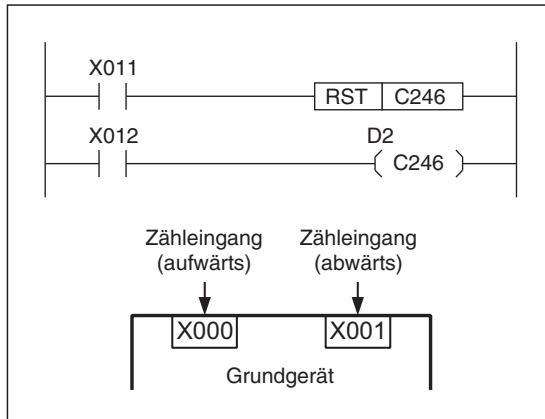 X011
RST C246
X012 D2
C246
Zähleingang Zähleingang
(aufwärts) (abwärts)
X000 X001
Grundgerät